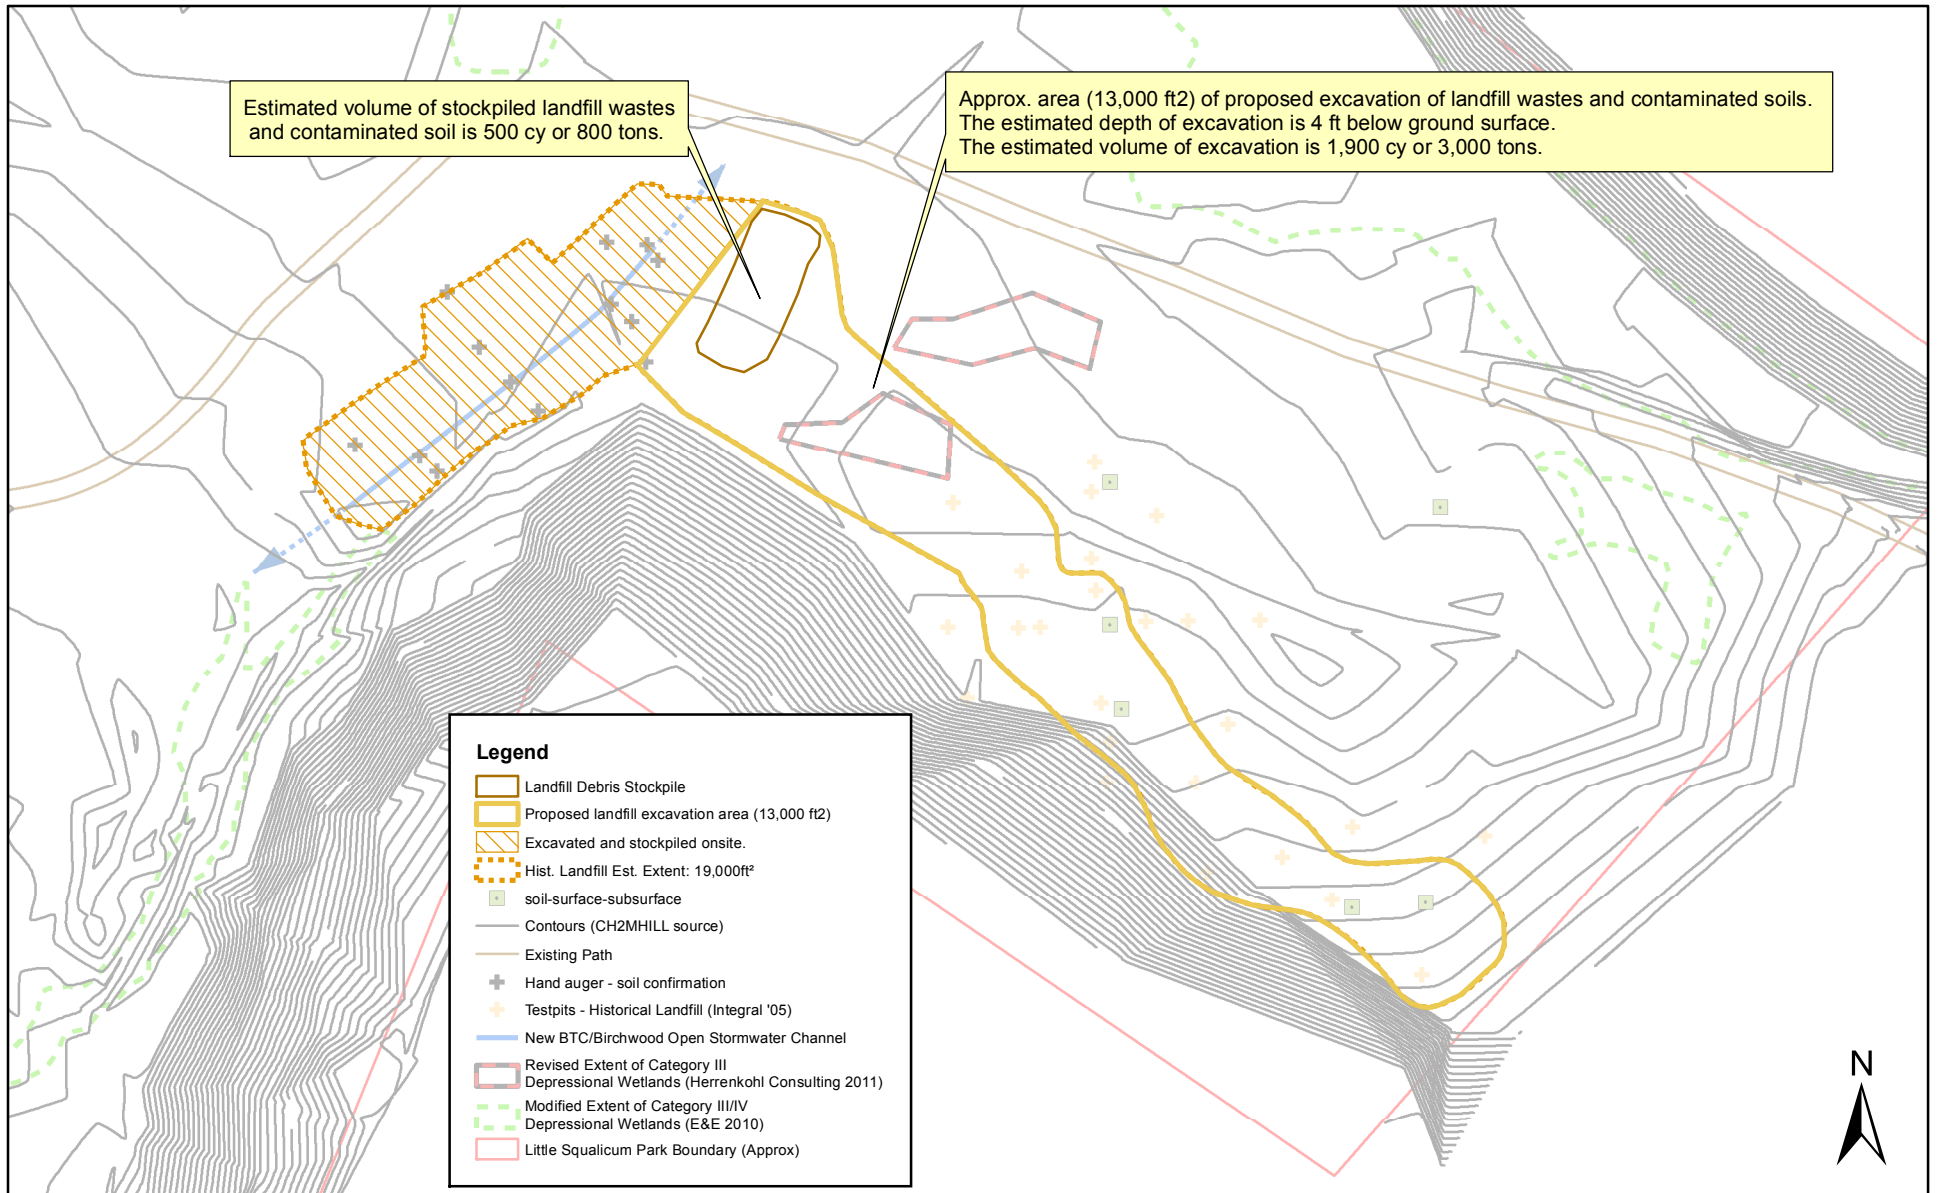 Estimated volume of stockpiled landfill wastes
and contaminated soil is 500 cy or 800 tons.
Approx. area (13,000 ft2) of proposed excavation of landfill wastes and contaminated soils.
The estimated depth of excavation is 4 ft below ground surface.
The estimated volume of excavation is 1,900 cy or 3,000 tons.
Legend
Landfill Debris Stockpile
Proposed landfill excavation area (13,000 ft2)
Excavated and stockpiled onsite.
Hist. Landfill Est. Extent: 19,000ft²
soil-surface-subsurface
Contours (CH2MHILL source)
Existing Path
Hand auger - soil confirmation
Testpits - Historical Landfill (Integral '05)
New BTC/Birchwood Open Stormwater Channel
Revised Extent of Category III
Depressional Wetlands (Herrenkohl Consulting 2011)
Modified Extent of Category III/IV
Depressional Wetlands (E&E 2010)
Little Squalicum Park Boundary (Approx)
N